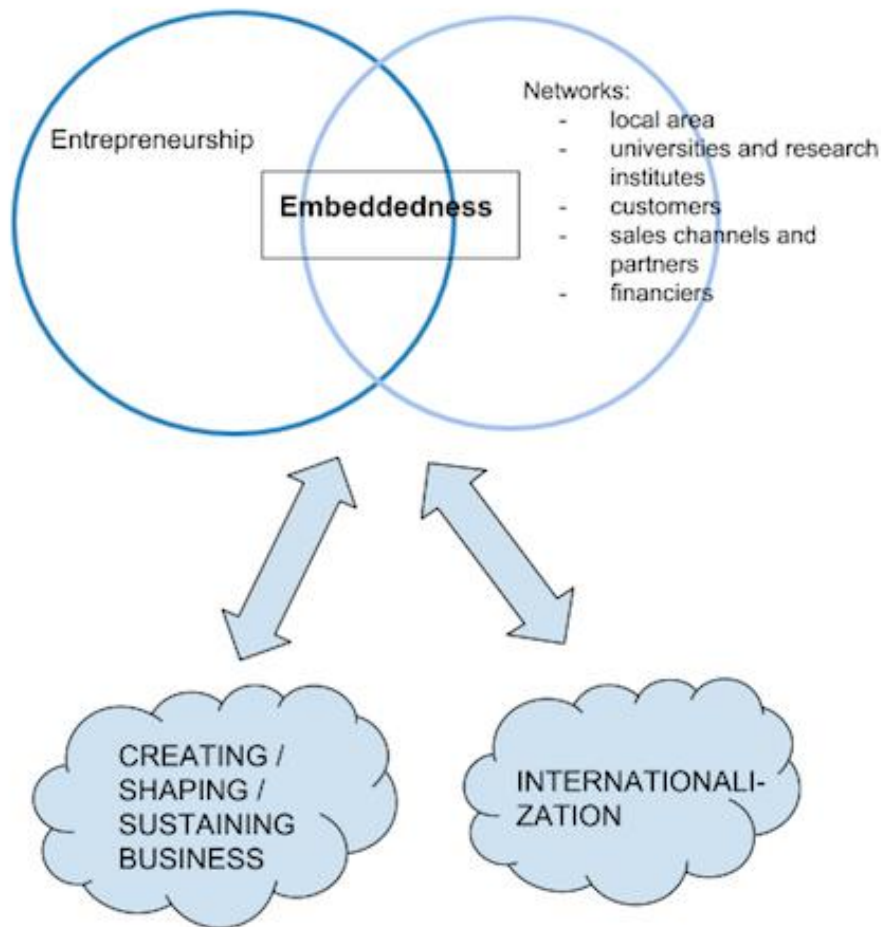 Entrepreneurship
Embeddedness
Networks:
- local area
- universities and research
institutes
- customers
- sales channels and
partners
- financiers
CREATING /
SHAPING /
SUSTAINING
BUSINESS
INTERNATIONALI-
ZATION